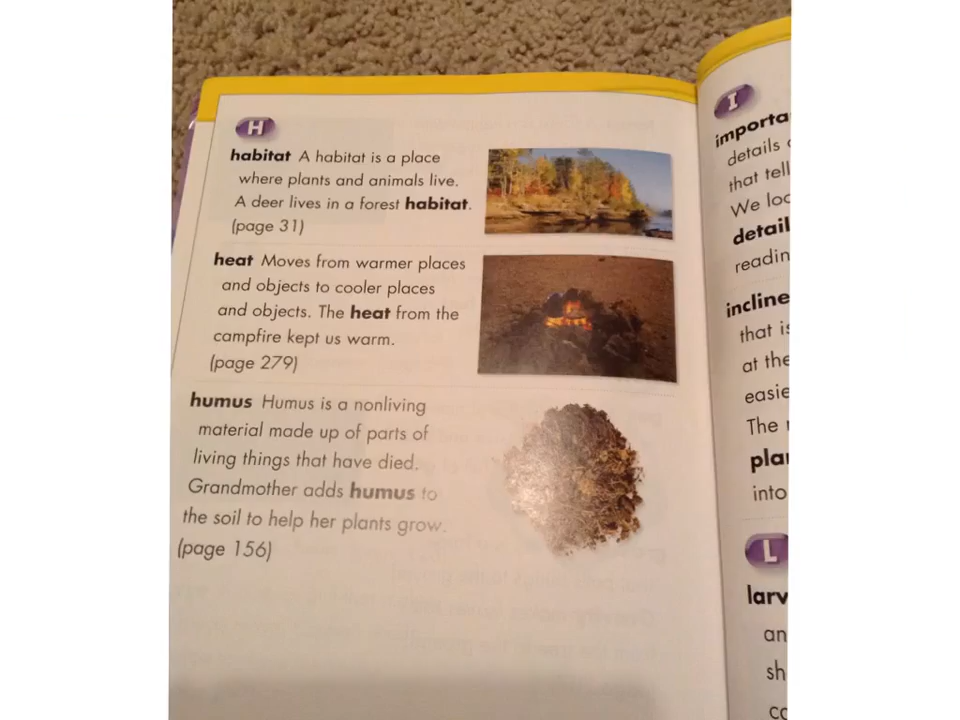 H
habitat A habitat is a place
where plants and animals live.
A deer lives in a forest habitat.
(page 31)
heat Moves from warmer places
and objects to cooler places
and objects. The heat from the
campfire kept us warm.
(page 279)
humus Humus is a nonliving
material made up of parts of
living things that have died.
Grandmother adds humus to
the soil to help her plants grow.
(page 156)
I
importa
details
that tell
We loo
detail
readin
incline
that is
at the
easie
The
plan
into
L
larv
an
sh